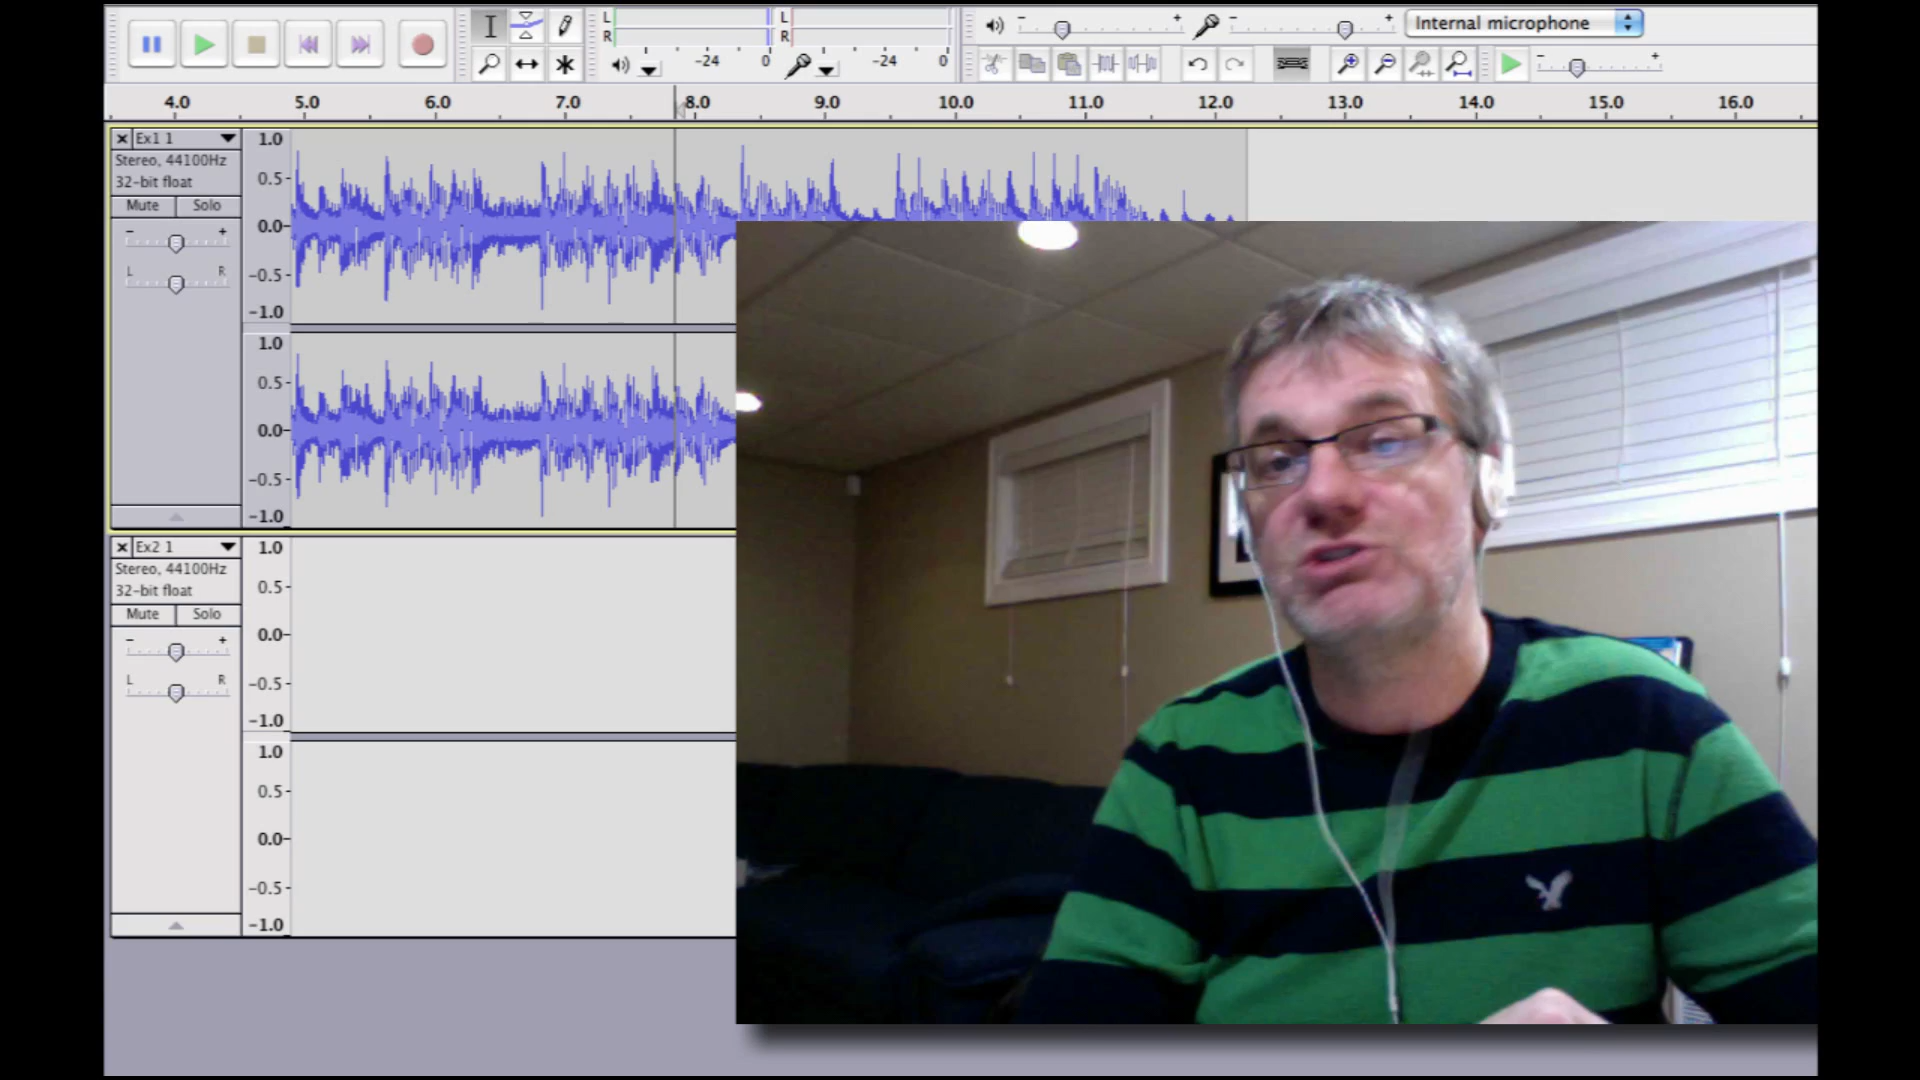 L
R
-24
0
L
R
-24
0
- +
- +
Internal microphone
- +
4.0 5.0 6.0 7.0 8.0 9.0 10.0 11.0 12.0 13.0 14.0 15.0 16.0
Ex1 1
Stereo, 44100Hz
32-bit float
Mute Solo
- +
L R
1.0
0.5-
0.0-
-0.5-
-1.0
1.0
0.5-
0.0-
-0.5-
-1.0
Ex2 1
Stereo, 44100Hz
32-bit float
Mute Solo
- +
L R
1.0
0.5-
0.0-
-0.5-
-1.0
1.0
0.5-
0.0-
-0.5-
-1.0